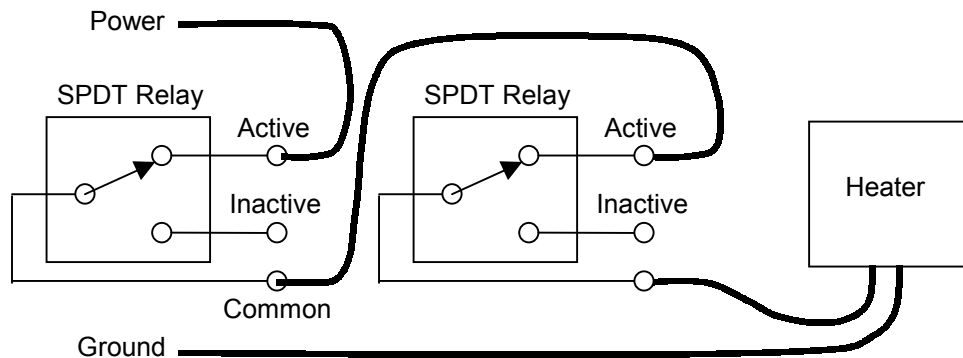 Power
SPDT Relay
SPDT Relay
Active
Active
Heater
Inactive
Inactive
Common
Ground